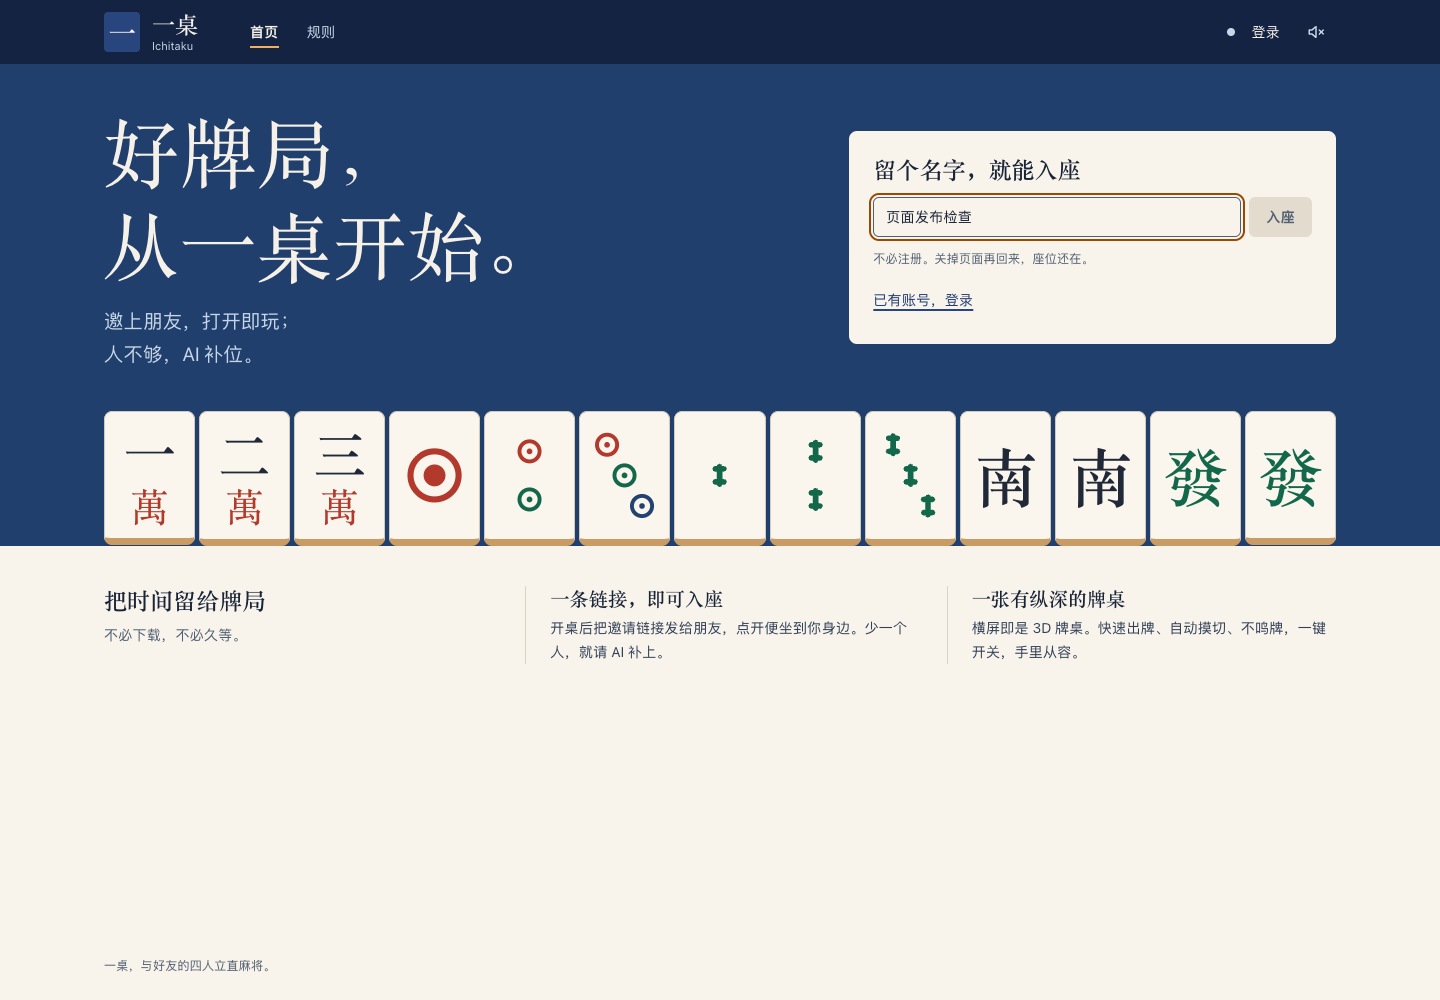 一
一桌
Ichitaku
首页
规则
登录
好牌局，
从一桌开始。
邀上朋友，打开即玩；
人不够，AI 补位。
留个名字，就能入座
页面发布检查
入座
不必注册。关掉页面再回来，座位还在。
已有账号，登录
一萬
二萬
三萬
南
南
發
發
把时间留给牌局
不必下载，不必久等。
一条链接，即可入座
开桌后把邀请链接发给朋友，点开便坐到你身边。少一个
人，就请 AI 补上。
一张有纵深的牌桌
横屏即是 3D 牌桌。快速出牌、自动摸切、不鸣牌，一键
开关，手里从容。
一桌，与好友的四人立直麻将。